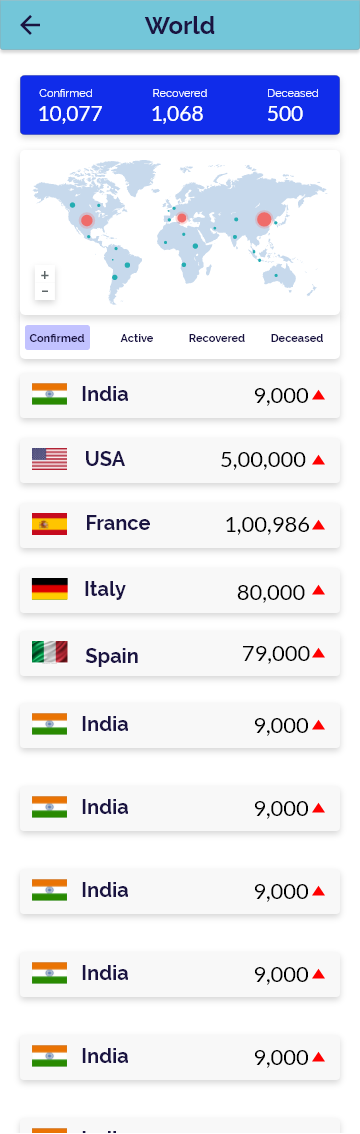 World
Confirmed Recovered Deceased
10,077 1,068 500
+
-
Confirmed Active Recovered Deceased
India 9,000
USA 5,00,000
France 1,00,986
Italy 80,000
Spain 79,000
India 9,000
India 9,000
India 9,000
India 9,000
India 9,000